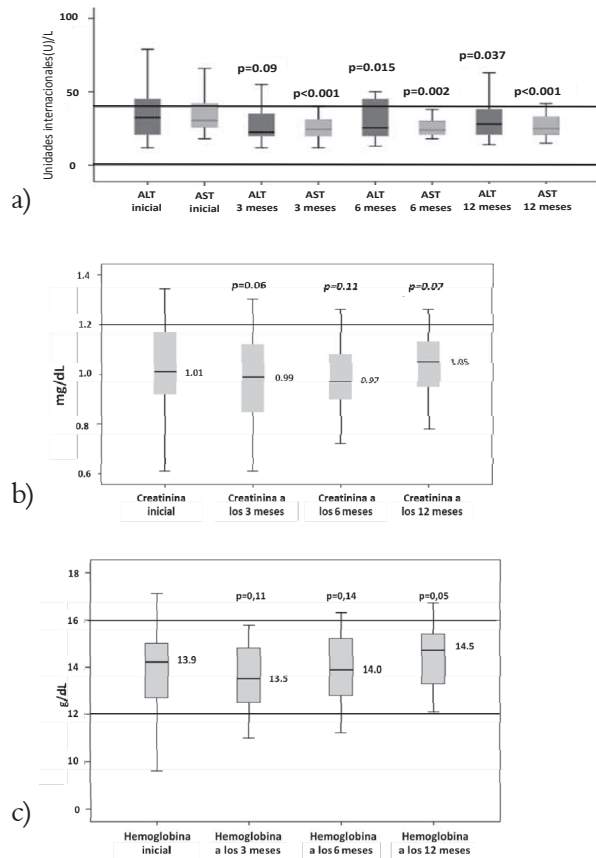 Unidades internacionales(U)/L
100
50
0
p=0.09
p<0.001
p=0.015
p=0.002
p=0.037
p<0.001
ALT inicial
AST inicial
ALT 3 meses
AST 3 meses
ALT 6 meses
AST 6 meses
ALT 12 meses
AST 12 meses
a)
mg/dL
1.4
1.2
1.0
0.8
0.6
p=0.06
p=0.11
p=0.07
1.01
0.99
0.97
1.05
Creatinina inicial
Creatinina a los 3 meses
Creatinina a los 6 meses
Creatinina a los 12 meses
b)
g/dL
18
16
14
12
10
0
p=0,11
p=0,14
p=0,05
13.9
13.5
14.0
14.5
Hemoglobina inicial
Hemoglobina a los 3 meses
Hemoglobina a los 6 meses
Hemoglobina a los 12 meses
c)